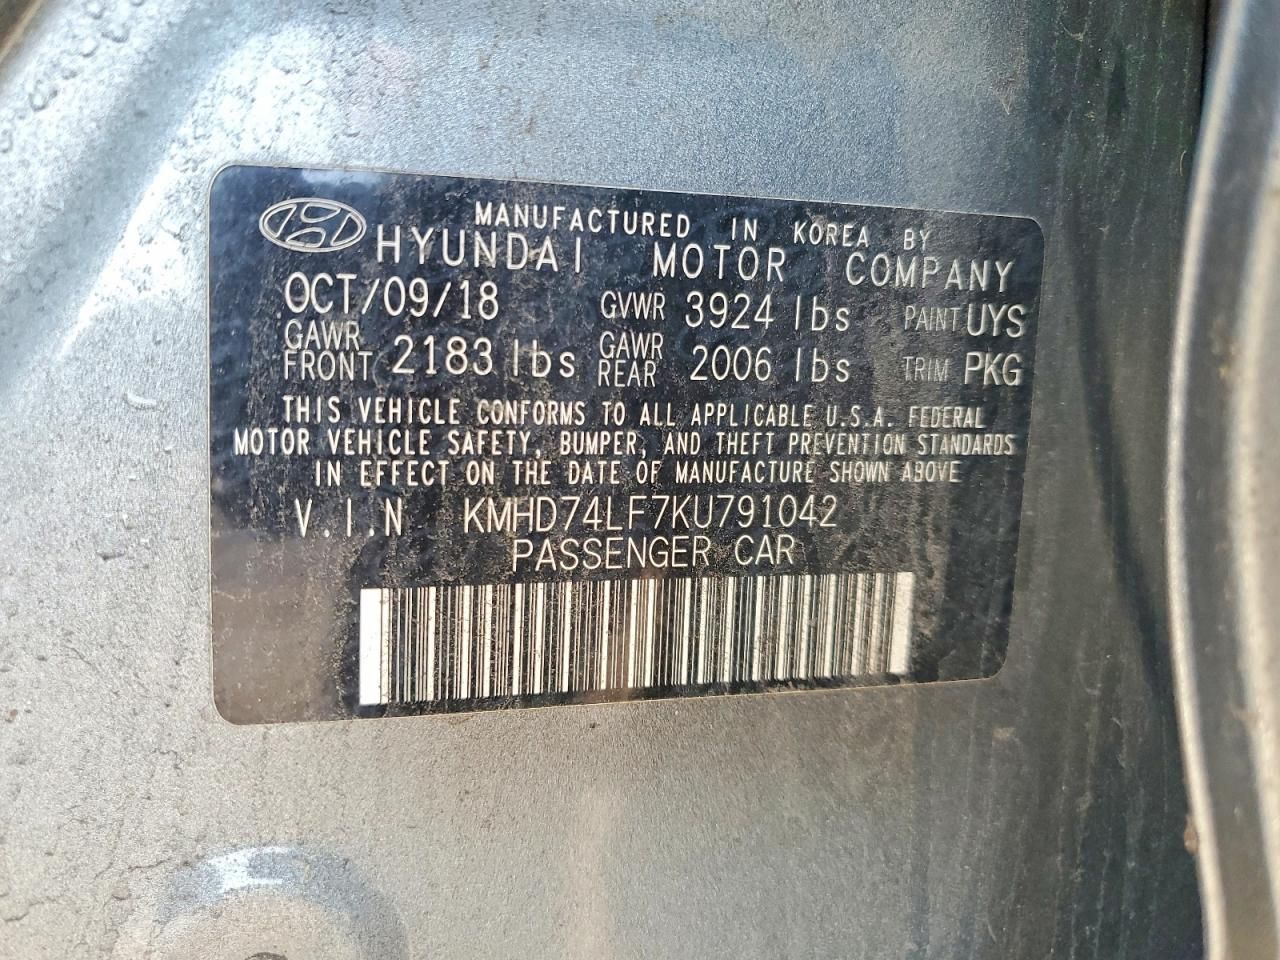 MANUFACTURED IN KOREA BY
HYUNDAI MOTOR COMPANY
OCT/09/18 GVWR 3924 lbs PAINT UYS
GAWR FRONT 2183 lbs GAWR REAR 2006 lbs TRIM PKG
THIS VEHICLE CONFORMS TO ALL APPLICABLE U.S.A. FEDERAL
MOTOR VEHICLE SAFETY, BUMPER, AND THEFT PREVENTION STANDARDS
IN EFFECT ON THE DATE OF MANUFACTURE SHOWN ABOVE
V.I.N KMHD74LF7KU791042
PASSENGER CAR